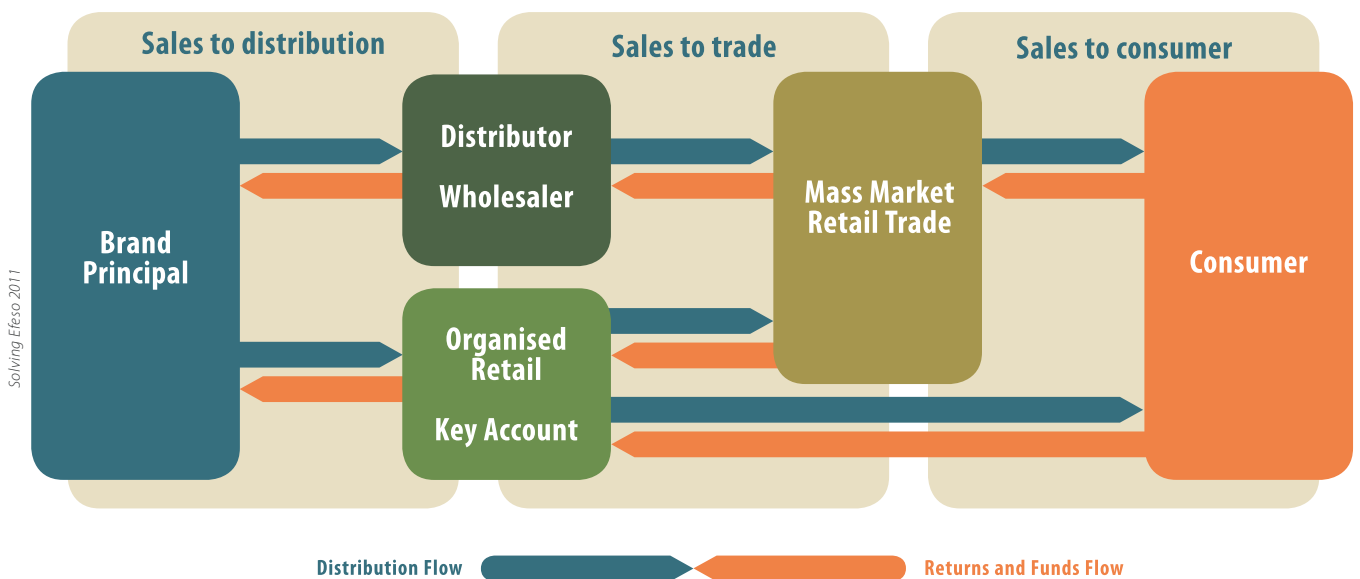 Sales to distribution
Sales to trade
Sales to consumer
Brand
Principal
Distributor
Wholesaler
Organised
Retail
Key Account
Mass Market
Retail Trade
Consumer
Solving Efeso 2011
Distribution Flow
Returns and Funds Flow